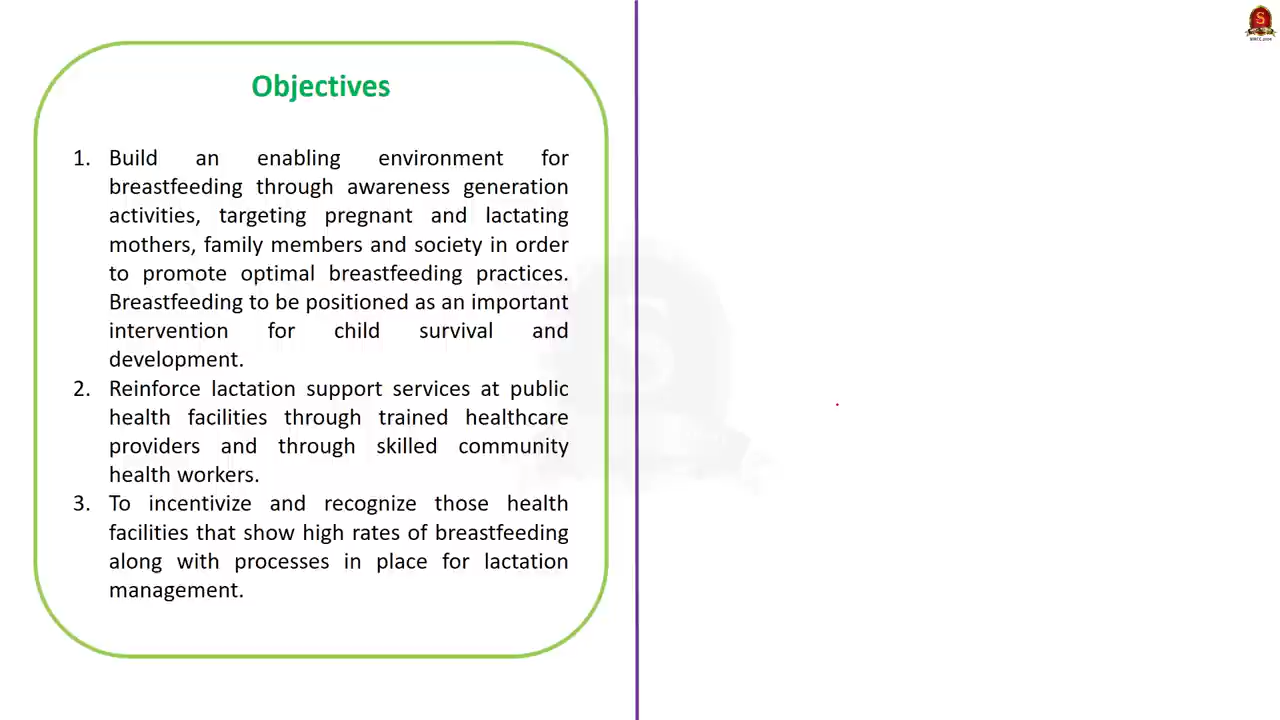 Objectives
1. Build an enabling environment for
breastfeeding through awareness generation
activities, targeting pregnant and lactating
mothers, family members and society in order
to promote optimal breastfeeding practices.
Breastfeeding to be positioned as an important
intervention for child survival and
development.
2. Reinforce lactation support services at public
health facilities through trained healthcare
providers and through skilled community
health workers.
3. To incentivize and recognize those health
facilities that show high rates of breastfeeding
along with processes in place for lactation
management.
S